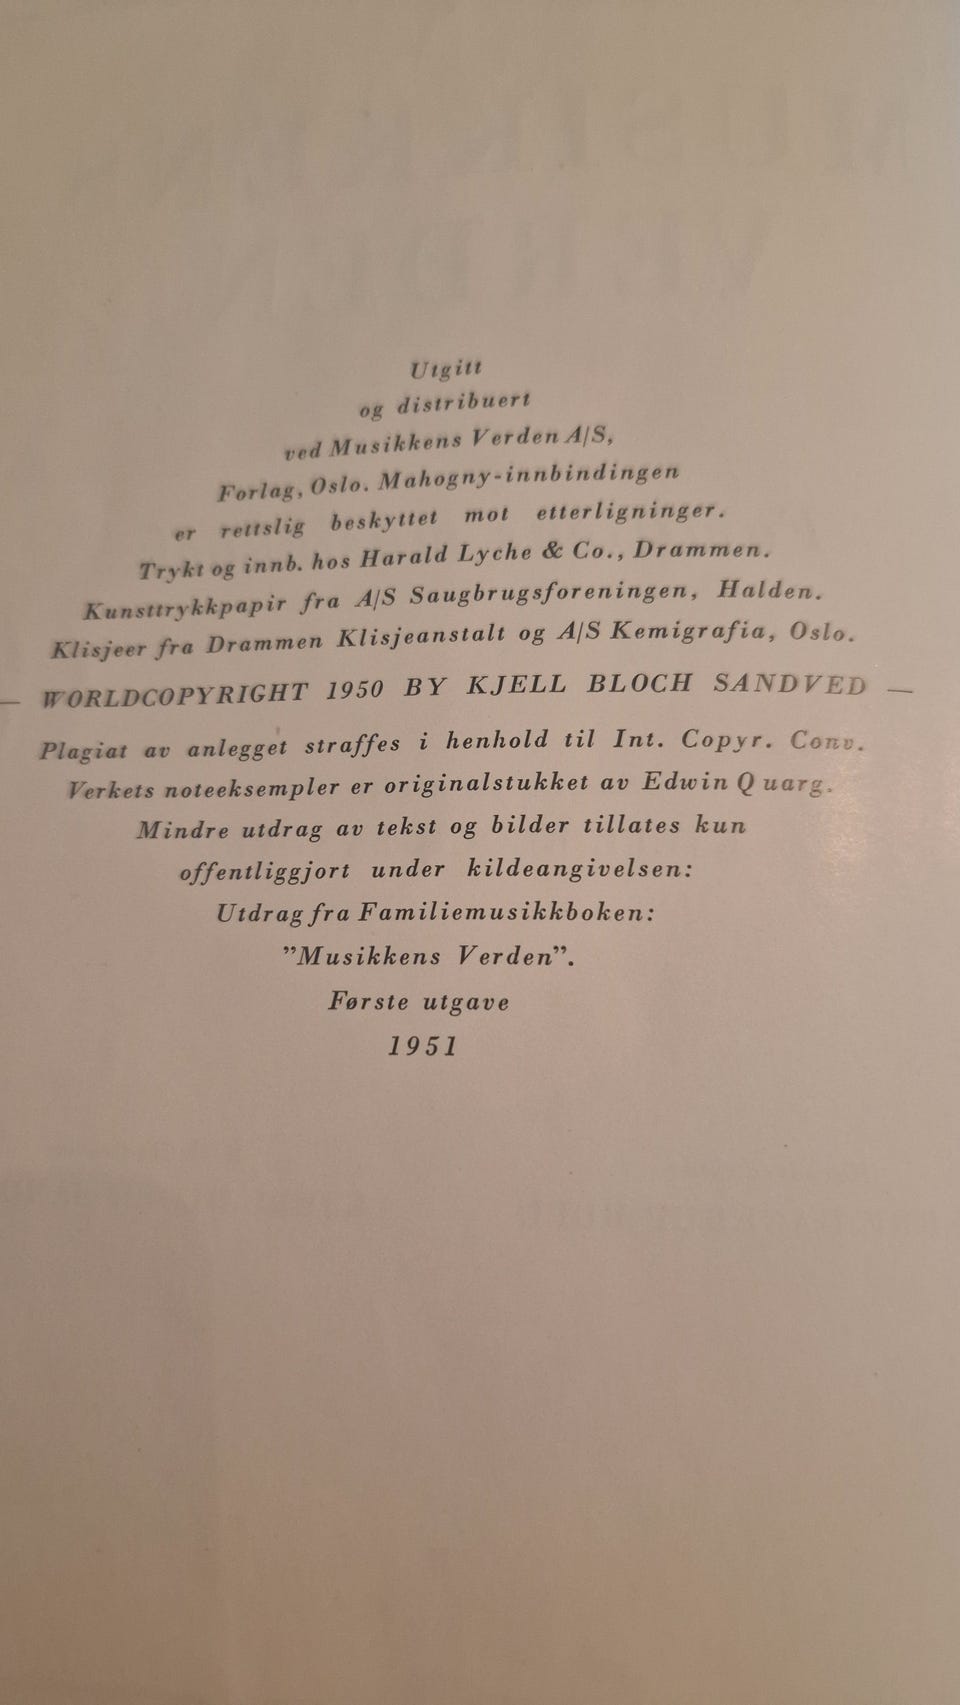 Utgitt
og distribuert
ved Musikkens Verden A/S,
Forlag, Oslo. Mahogny-innbindingen
er rettslig beskyttet mot etterligninger.
Trykt og innb. hos Harald Lyche & Co., Drammen.
Kunsttrykkpapir fra A/S Saugbrugsforeningen, Halden.
Klisjeer fra Drammen Klisjeanstalt og A/S Kemigrafia, Oslo.
— WORLDCOPYRIGHT 1950 BY KJELL BLOCH SANDVED —
Plagiat av anlegget straffes i henhold til Int. Copyr. Conv.
Verkets noteeksempler er originalstukket av Edwin Quarg.
Mindre utdrag av tekst og bilder tillates kun
offentliggjort under kildeangivelsen:
Utdrag fra Familiemusikkboken:
”Musikkens Verden”.
Første utgave
1951